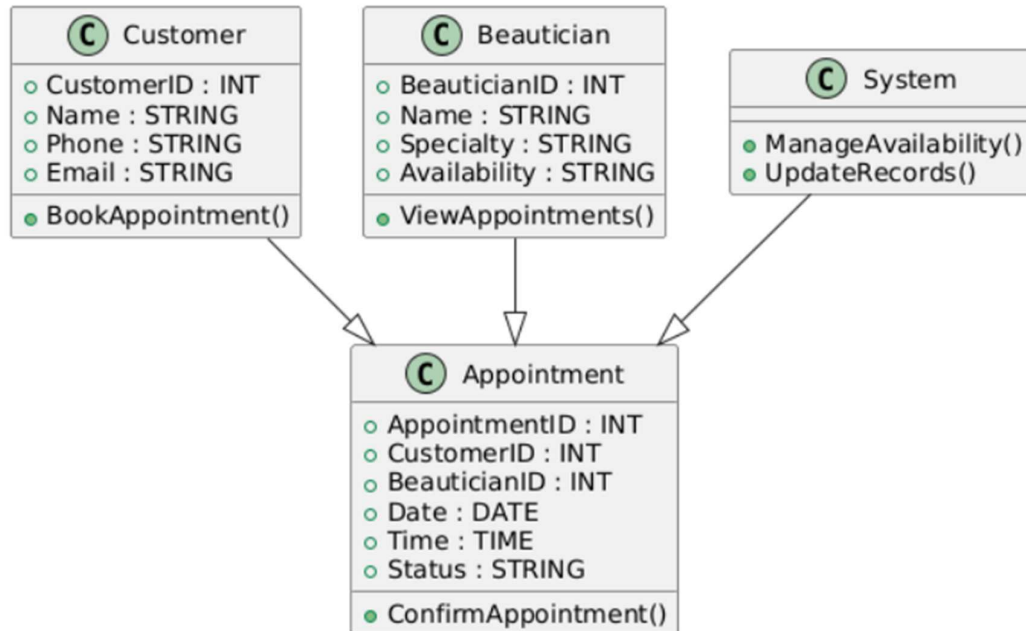 C Customer
CustomerID : INT
Name : STRING
Phone : STRING
Email : STRING
BookAppointment()
C Beautician
BeauticianID : INT
Name : STRING
Specialty : STRING
Availability : STRING
ViewAppointments()
C System
ManageAvailability()
UpdateRecords()
C Appointment
AppointmentID : INT
CustomerID : INT
BeauticianID : INT
Date : DATE
Time : TIME
Status : STRING
ConfirmAppointment()